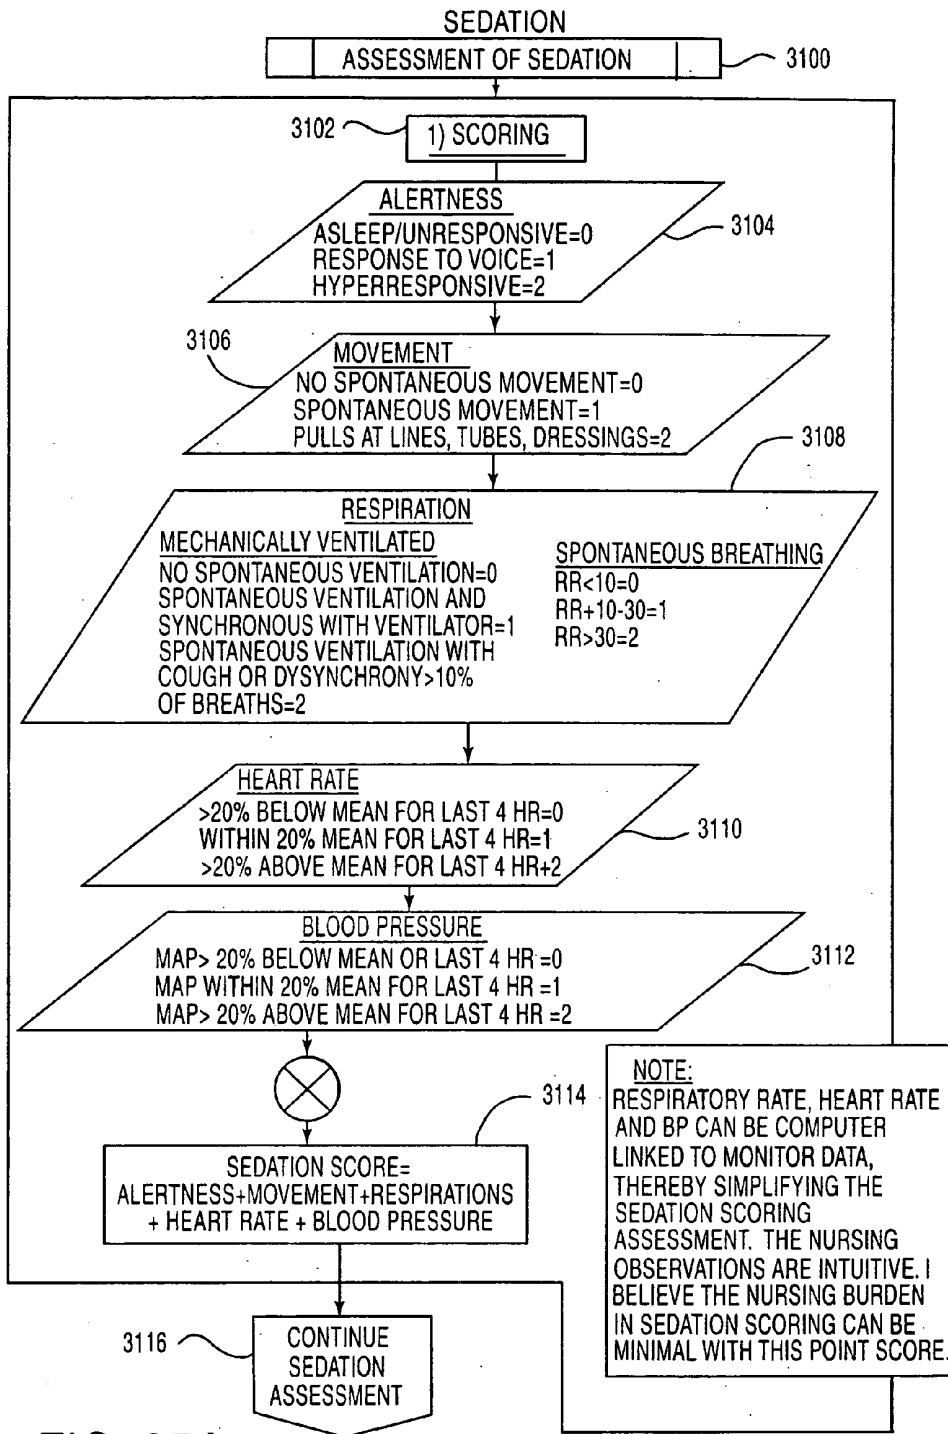 SEDATION
ASSESSMENT OF SEDATION
3100
3102
1) SCORING
ALERTNESS
ASLEEP/UNRESPONSIVE=0
RESPONSE TO VOICE=1
HYPERRESPONSIVE=2
3104
3106
MOVEMENT
NO SPONTANEOUS MOVEMENT=0
SPONTANEOUS MOVEMENT=1
PULLS AT LINES, TUBES, DRESSINGS=2
3108
RESPIRATION
MECHANICALLY VENTILATED
NO SPONTANEOUS VENTILATION=0
SPONTANEOUS VENTILATION AND
SYNCHRONOUS WITH VENTILATOR=1
SPONTANEOUS VENTILATION WITH
COUGH OR DYSYNCHRONY>10%
OF BREATHS=2
SPONTANEOUS BREATHING
RR<10=0
RR+10-30=1
RR>30=2
HEART RATE
>20% BELOW MEAN FOR LAST 4 HR=0
WITHIN 20% MEAN FOR LAST 4 HR=1
>20% ABOVE MEAN FOR LAST 4 HR+2
3110
BLOOD PRESSURE
MAP> 20% BELOW MEAN OR LAST 4 HR =0
MAP WITHIN 20% MEAN FOR LAST 4 HR =1
MAP> 20% ABOVE MEAN FOR LAST 4 HR =2
3112
3114
SEDATION SCORE=
ALERTNESS+MOVEMENT+RESPIRATIONS
+ HEART RATE + BLOOD PRESSURE
NOTE:
RESPIRATORY RATE, HEART RATE
AND BP CAN BE COMPUTER
LINKED TO MONITOR DATA,
THEREBY SIMPLIFYING THE
SEDATION SCORING
ASSESSMENT. THE NURSING
OBSERVATIONS ARE INTUITIVE. I
BELIEVE THE NURSING BURDEN
IN SEDATION SCORING CAN BE
MINIMAL WITH THIS POINT SCORE.
3116
CONTINUE
SEDATION
ASSESSMENT